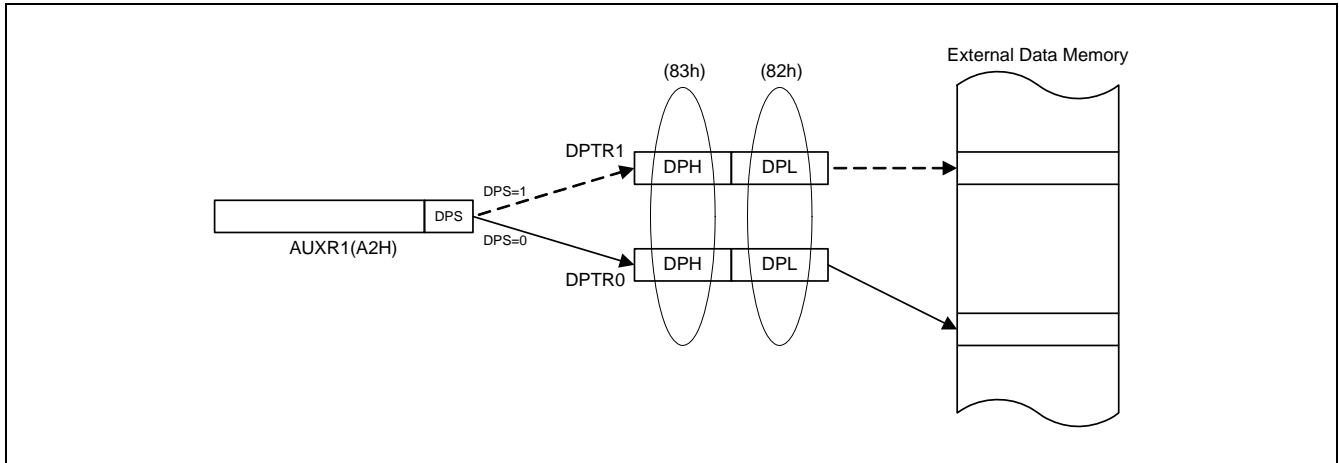 External Data Memory
(83h) (82h)
DPTR1
DPH DPL
DPS=1
DPS
DPS=0
AUXR1(A2H)
DPH DPL
DPTR0